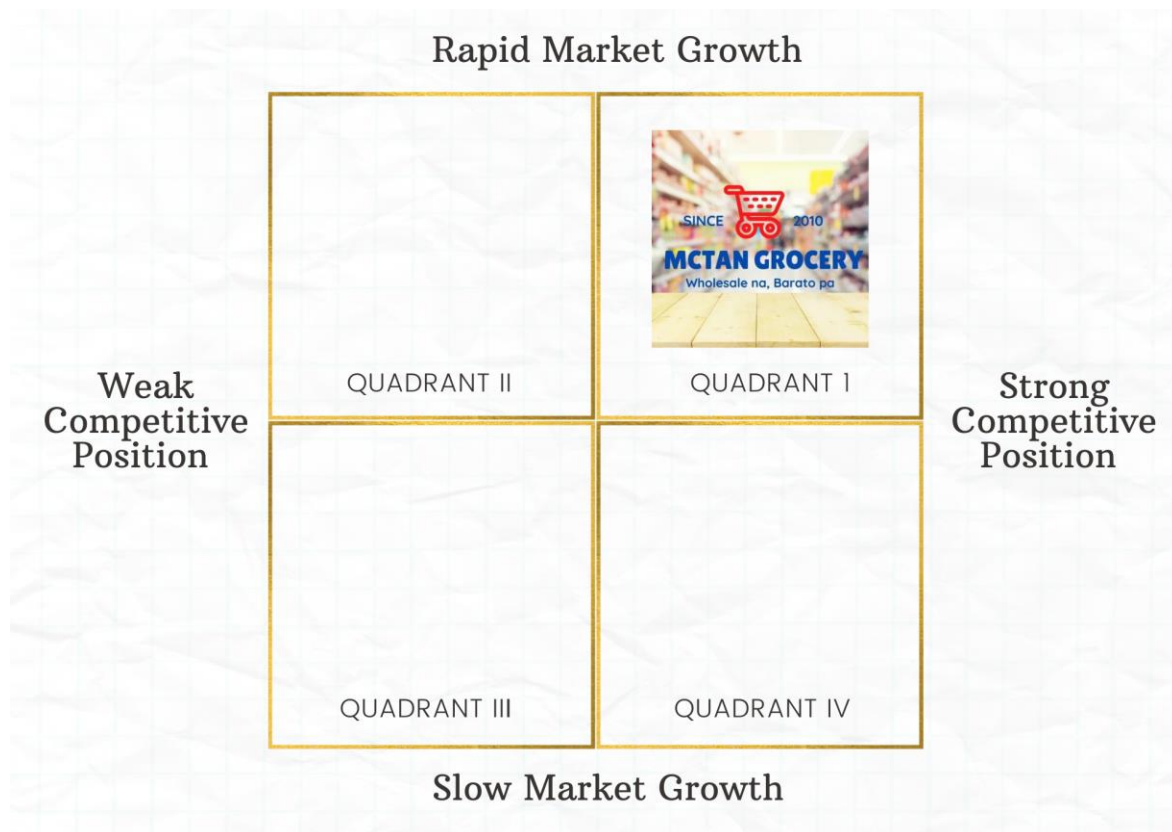 Rapid Market Growth
SINCE 2010
MCTAN GROCERY
Wholesale na, Barato pa
QUADRANT II
QUADRANT 1
Weak
Competitive
Position
Strong
Competitive
Position
QUADRANT III
QUADRANT IV
Slow Market Growth